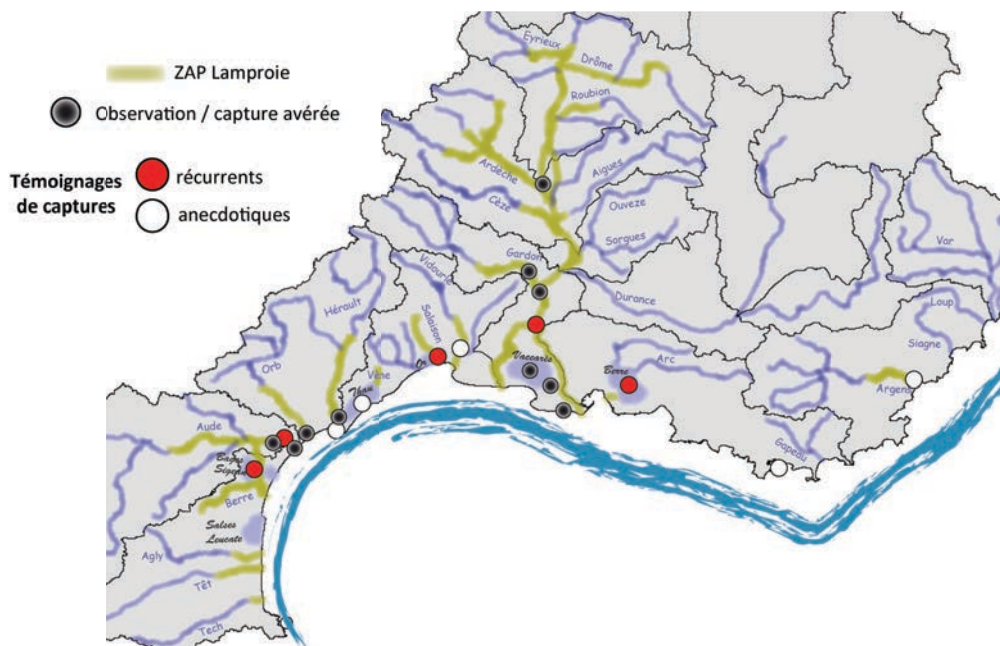 ZAP Lamproie
Observation / capture avérée
Témoignages
de captures
récurrents
anecdotiques
Eyrieux
Drôme
Roubion
Ardèche
Aigues
Cèze
Ouveze
Sorgues
Gardon
Vidourle
Durance
Var
Loup
Hérault
Salaison
Siagne
Orb
Vène
Or
Vaccarès
Berre
Arc
Argens
Thau
Aude
Gapeau
Bages
Sigean
Berre
Salses
Leucate
Agly
Têt
Tech